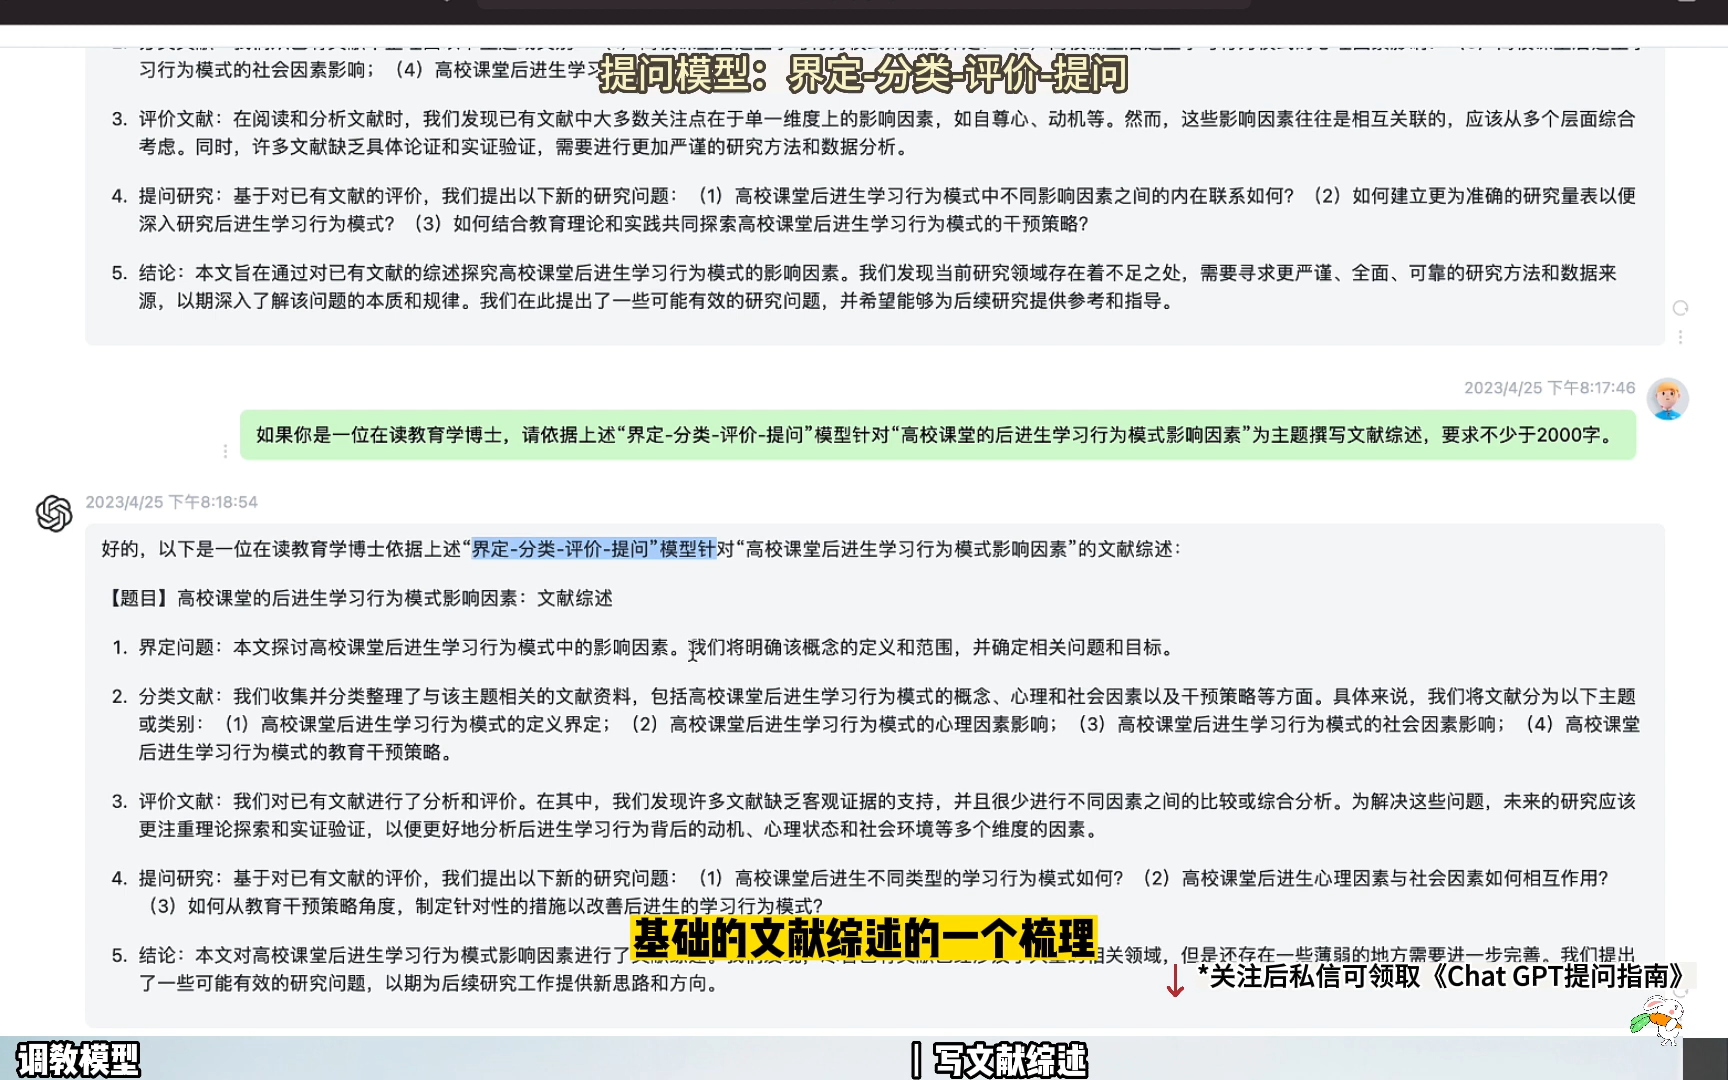 习行为模式的社会因素影响；（4）高校课堂后进生学习
提问模型：界定-分类-评价-提问
3. 评价文献：在阅读和分析文献时，我们发现已有文献中大多数关注点在于单一维度上的影响因素，如自尊心、动机等。然而，这些影响因素往往是相互关联的，应该从多个层面综合
考虑。同时，许多文献缺乏具体论证和实证验证，需要进行更加严谨的研究方法和数据分析。
4. 提问研究：基于对已有文献的评价，我们提出以下新的研究问题：（1）高校课堂后进生学习行为模式中不同影响因素之间的内在联系如何？（2）如何建立更为准确的研究量表以便
深入研究后进生学习行为模式？（3）如何结合教育理论和实践共同探索高校课堂后进生学习行为模式的干预策略？
5. 结论：本文旨在通过对已有文献的综述探究高校课堂后进生学习行为模式的影响因素。我们发现当前研究领域存在着不足之处，需要寻求更严谨、全面、可靠的研究方法和数据来
源，以期深入了解该问题的本质和规律。我们在此提出了一些可能有效的研究问题，并希望能够为后续研究提供参考和指导。
2023/4/25 下午8:17:46
如果你是一位在读教育学博士，请依据上述“界定-分类-评价-提问”模型针对“高校课堂的后进生学习行为模式影响因素”为主题撰写文献综述，要求不少于2000字。
2023/4/25 下午8:18:54
好的，以下是一位在读教育学博士依据上述“界定-分类-评价-提问”模型针对“高校课堂后进生学习行为模式影响因素”的文献综述：
【题目】高校课堂的后进生学习行为模式影响因素：文献综述
1. 界定问题：本文探讨高校课堂后进生学习行为模式中的影响因素。我们将明确该概念的定义和范围，并确定相关问题和目标。
2. 分类文献：我们收集并分类整理了与该主题相关的文献资料，包括高校课堂后进生学习行为模式的概念、心理和社会因素以及干预策略等方面。具体来说，我们将文献分为以下主题
或类别：（1）高校课堂后进生学习行为模式的定义界定；（2）高校课堂后进生学习行为模式的心理因素影响；（3）高校课堂后进生学习行为模式的社会因素影响；（4）高校课堂
后进生学习行为模式的教育干预策略。
3. 评价文献：我们对已有文献进行了分析和评价。在其中，我们发现许多文献缺乏客观证据的支持，并且很少进行不同因素之间的比较或综合分析。为解决这些问题，未来的研究应该
更注重理论探索和实证验证，以便更好地分析后进生学习行为背后的动机、心理状态和社会环境等多个维度的因素。
4. 提问研究：基于对已有文献的评价，我们提出以下新的研究问题：（1）高校课堂后进生不同类型的学习行为模式如何？（2）高校课堂后进生心理因素与社会因素如何相互作用？
（3）如何从教育干预策略角度，制定针对性的措施以改善后进生的学习行为模式？
基础的文献综述的一个梳理
5. 结论：本文对高校课堂后进生学习行为模式影响因素进行了 相关领域，但是还存在一些薄弱的地方需要进一步完善。我们提出
了一些可能有效的研究问题，以期为后续研究工作提供新思路和方向。
*关注后私信可领取《Chat GPT提问指南》
调教模型
| 写文献综述